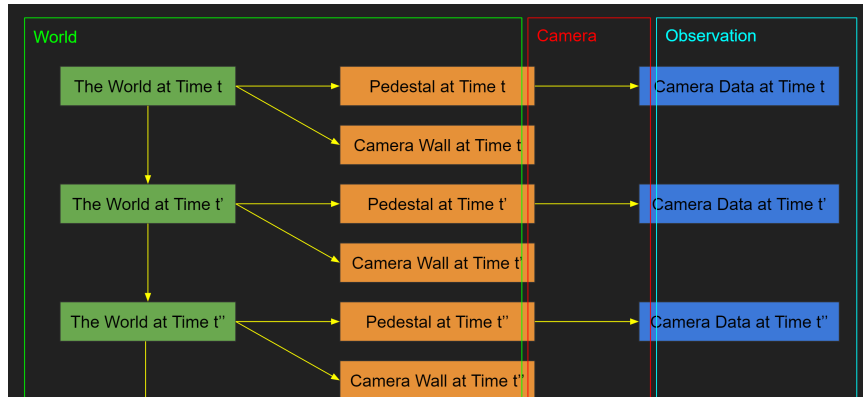 World
Camera
Observation
The World at Time t
Pedestal at Time t
Camera Data at Time t
Camera Wall at Time t
The World at Time t’
Pedestal at Time t’
Camera Data at Time t’
Camera Wall at Time t’
The World at Time t’’
Pedestal at Time t’’
Camera Data at Time t’’
Camera Wall at Time t’’